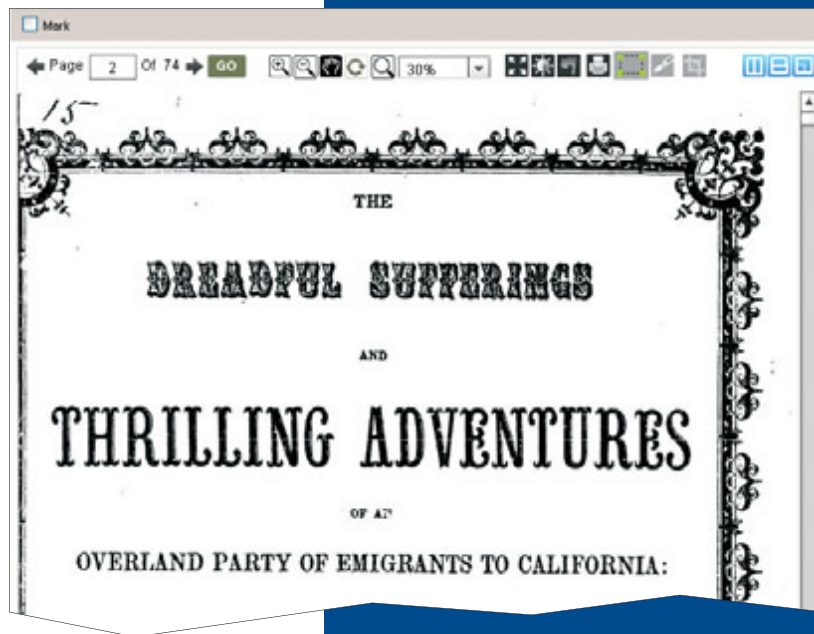 Mark
Page 2 Of 74 GO 30%
15
THE
DREADFUL SUFFERINGS
AND
THRILLING ADVENTURES
OF AN
OVERLAND PARTY OF EMIGRANTS TO CALIFORNIA: